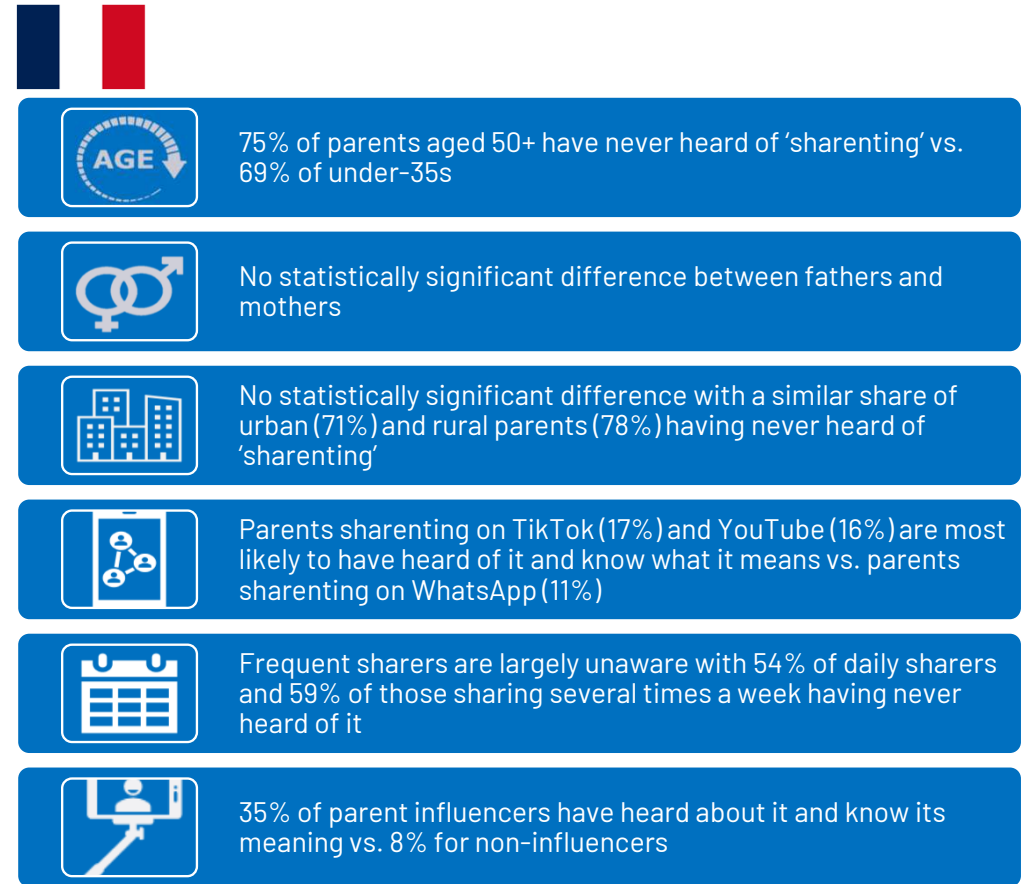 AGE
75% of parents aged 50+ have never heard of ‘sharenting’ vs.
69% of under-35s
No statistically significant difference between fathers and
mothers
No statistically significant difference with a similar share of
urban (71%) and rural parents (78%) having never heard of
‘sharenting’
Parents sharenting on TikTok (17%) and YouTube (16%) are most
likely to have heard of it and know what it means vs. parents
sharenting on WhatsApp (11%)
Frequent sharers are largely unaware with 54% of daily sharers
and 59% of those sharing several times a week having never
heard of it
35% of parent influencers have heard about it and know its
meaning vs. 8% for non-influencers